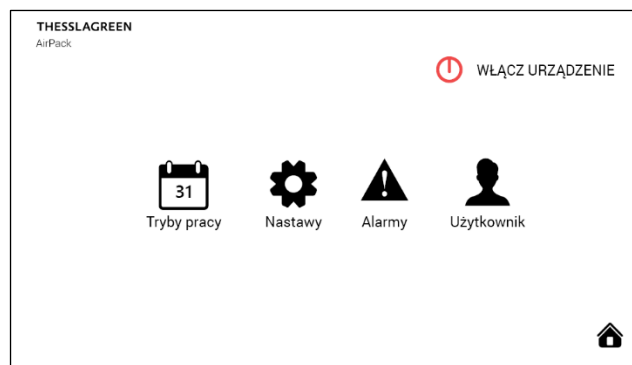 THESSLAGREEN
AirPack
WŁĄCZ URZĄDZENIE
31
Tryby pracy
Nastawy
Alarmy
Użytkownik